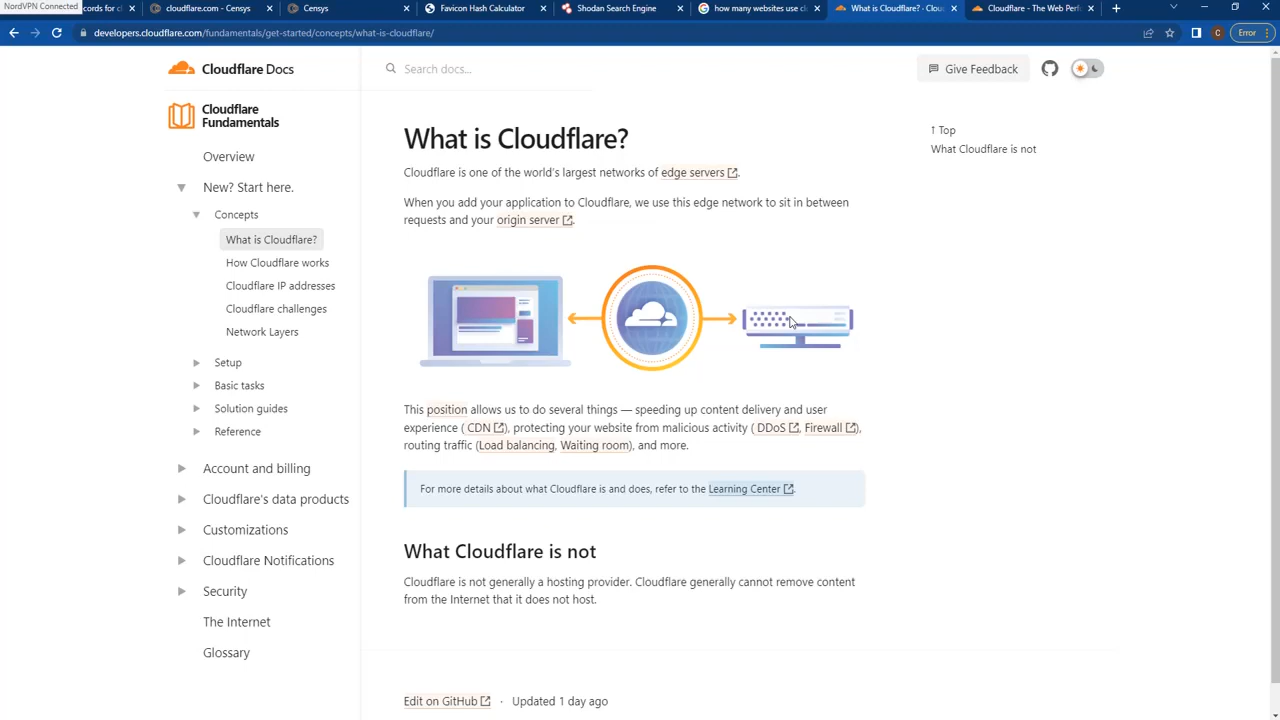 NordVPN Connected
cords for cl
cloudflare.com - Censys
Censys
Favicon Hash Calculator
Shodan Search Engine
how many websites use clo
What is Cloudflare? · Clou
Cloudflare - The Web Perf
developers.cloudflare.com/fundamentals/get-started/concepts/what-is-cloudflare/
C
Error
Cloudflare Docs
Search docs...
Give Feedback
Cloudflare
Fundamentals
Overview
New? Start here.
Concepts
What is Cloudflare?
How Cloudflare works
Cloudflare IP addresses
Cloudflare challenges
Network Layers
Setup
Basic tasks
Solution guides
Reference
Account and billing
Cloudflare's data products
Customizations
Cloudflare Notifications
Security
The Internet
Glossary
What is Cloudflare?
Cloudflare is one of the world's largest networks of edge servers.
When you add your application to Cloudflare, we use this edge network to sit in between
requests and your origin server.
This position allows us to do several things — speeding up content delivery and user
experience ( CDN), protecting your website from malicious activity ( DDoS, Firewall),
routing traffic (Load balancing, Waiting room), and more.
For more details about what Cloudflare is and does, refer to the Learning Center.
What Cloudflare is not
Cloudflare is not generally a hosting provider. Cloudflare generally cannot remove content
from the Internet that it does not host.
Edit on GitHub · Updated 1 day ago
↑ Top
What Cloudflare is not